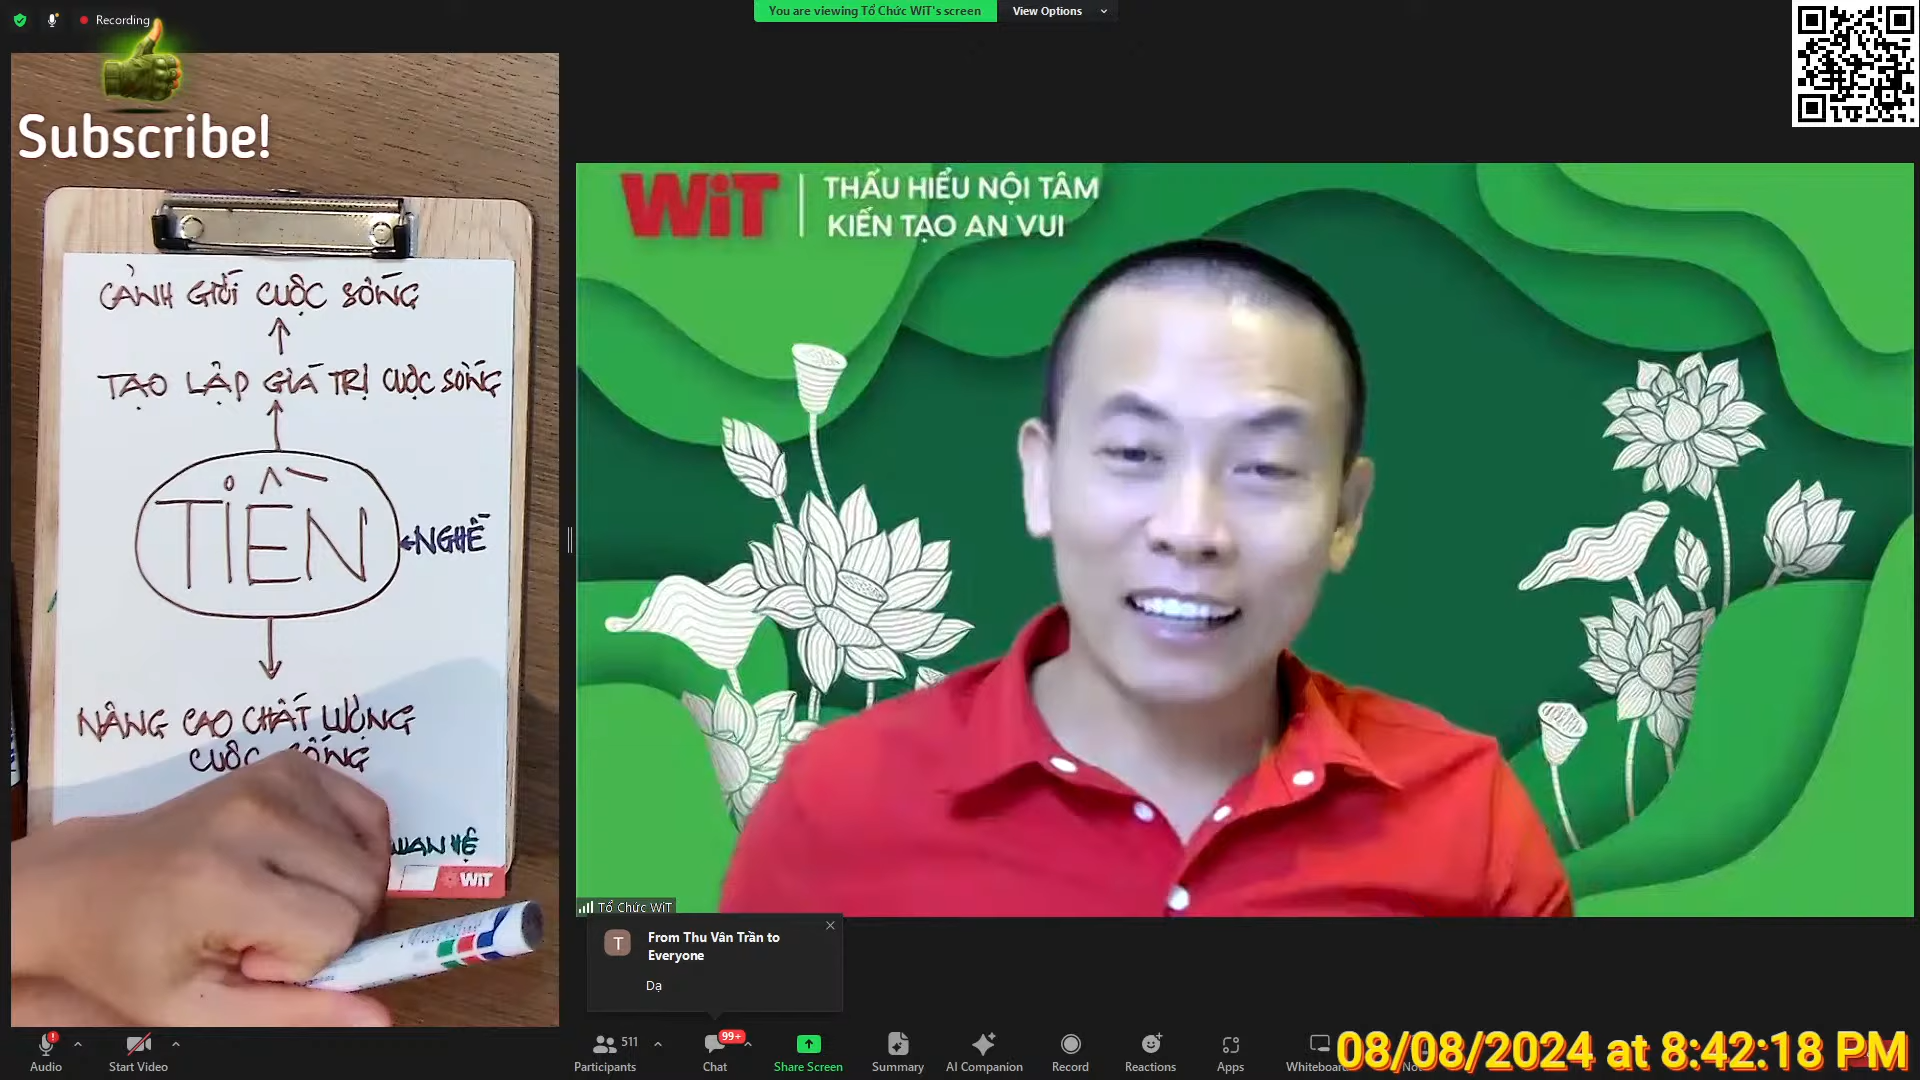 Recording
You are viewing Tổ Chức WiT's screen
View Options
Subscribe!
CẢNH GIỚI CUỘC SỐNG
TẠO LẬP GIÁ TRỊ CUỘC SỐNG
TIỀN
NGHỀ
NÂNG CAO CHẤT LƯỢNG
CUỘC SỐNG
WiT
WiT
THẤU HIỂU NỘI TÂM
KIẾN TẠO AN VUI
Tổ Chức WiT
T
From Thu Vân Trần to
Everyone
Dạ
Audio
Start Video
511
Participants
99+
Chat
Share Screen
Summary
AI Companion
Record
Reactions
Apps
08/08/2024 at 8:42:18 PM